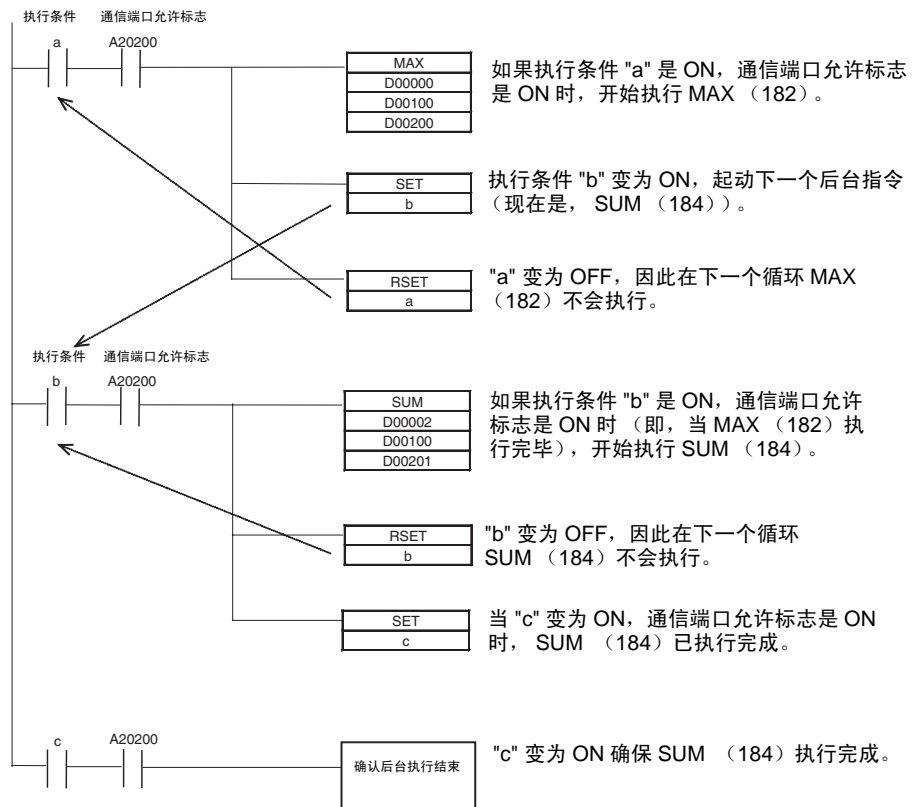 执行条件 通信端口允许标志
a A20200
MAX
D00000
D00100
D00200
如果执行条件 "a" 是 ON，通信端口允许标志
是 ON 时，开始执行 MAX （182）。
SET
b
执行条件 "b" 变为 ON，起动下一个后台指令
（现在是， SUM （184））。
RSET
a
"a" 变为 OFF，因此在下一个循环 MAX
（182）不会执行。
执行条件 通信端口允许标志
b A20200
SUM
D00002
D00100
D00201
如果执行条件 "b" 是 ON，通信端口允许
标志是 ON 时 （即，当 MAX （182）执
行完毕），开始执行 SUM （184）。
RSET
b
"b" 变为 OFF，因此在下一个循环
SUM （184）不会执行。
SET
c
当 "c" 变为 ON，通信端口允许标志是 ON
时， SUM （184）已执行完成。
c A20200
确认后台执行结束
"c" 变为 ON 确保 SUM （184）执行完成。